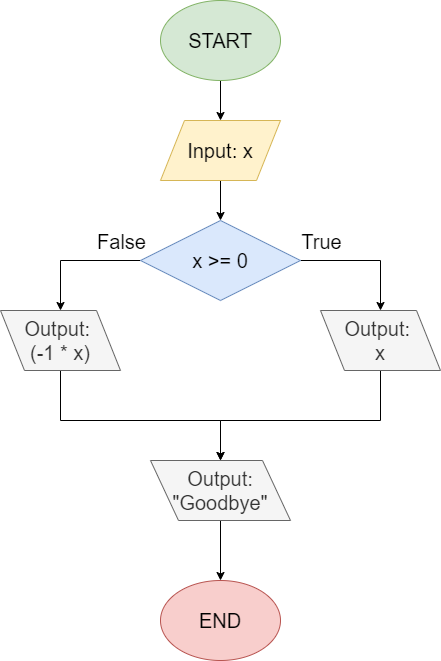 START
Input: x
x >= 0
False
True
Output:
(-1 * x)
Output:
x
Output:
"Goodbye"
END